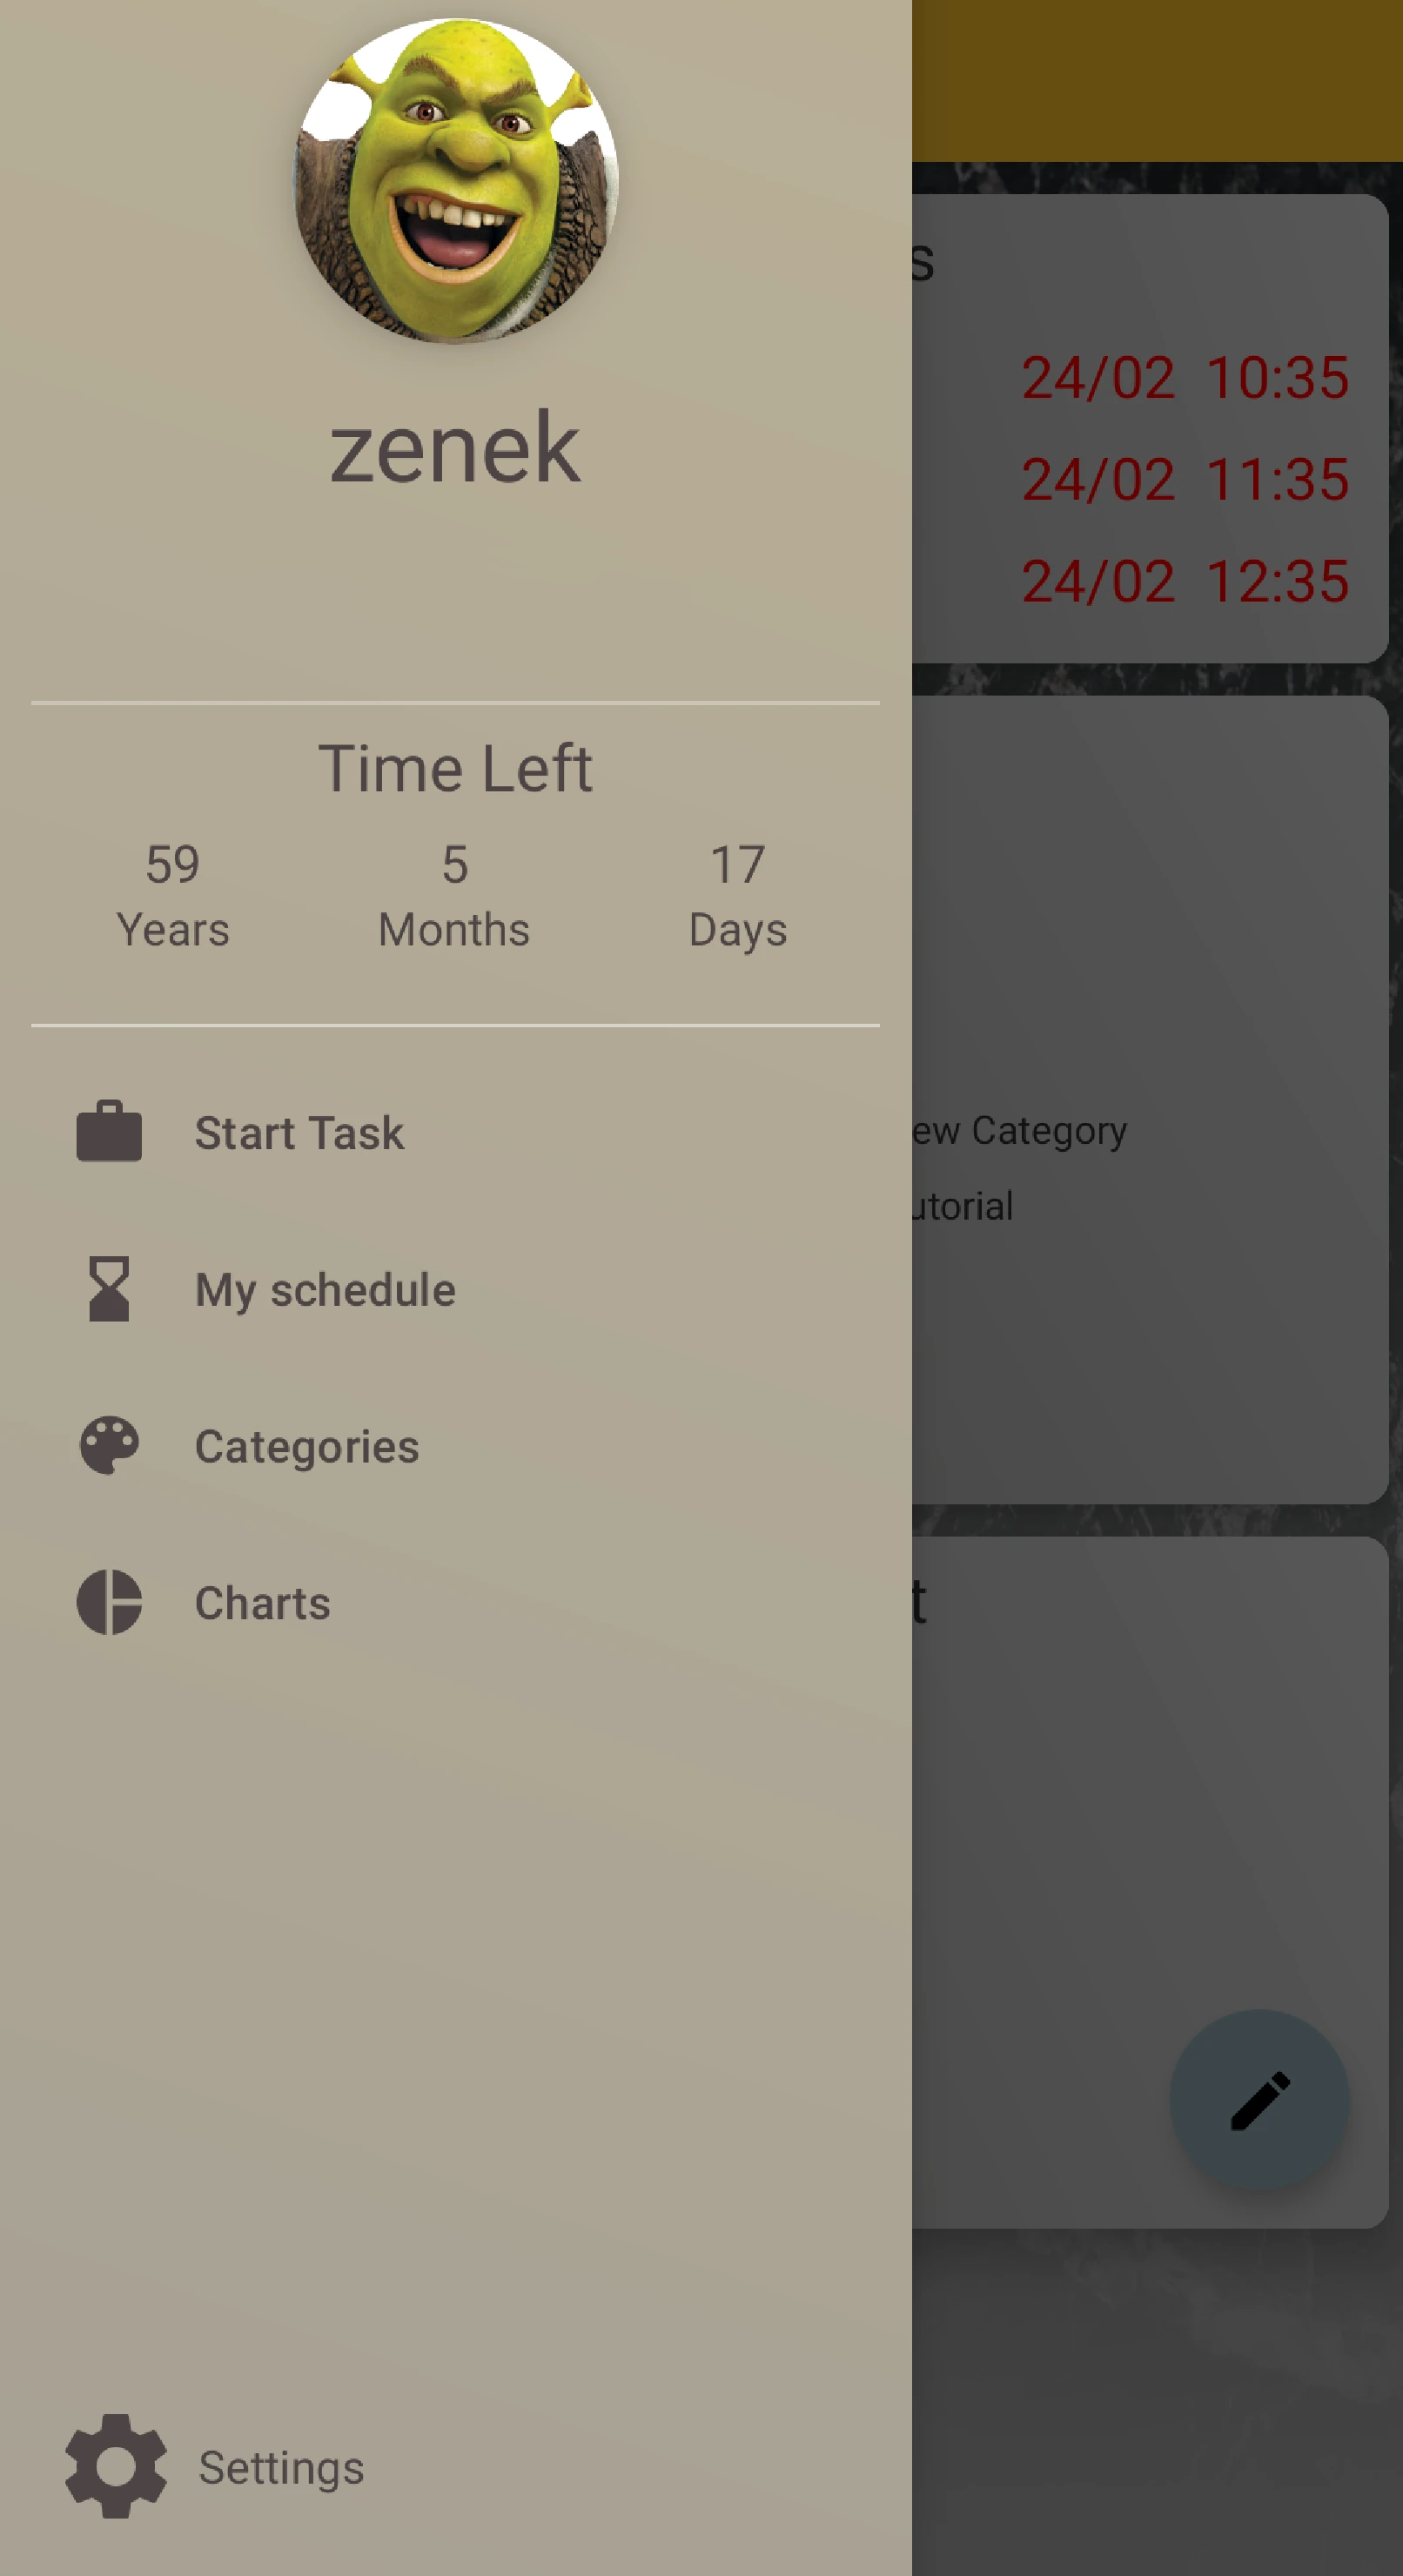 zenek
Time Left
59 5 17
Years Months Days
Start Task
My schedule
Categories
Charts
Settings
s
24/02 10:35
24/02 11:35
24/02 12:35
ew Category
utorial
t